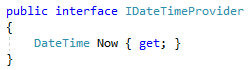 public interface IDateTimeProvider
{
    DateTime Now { get; }
}